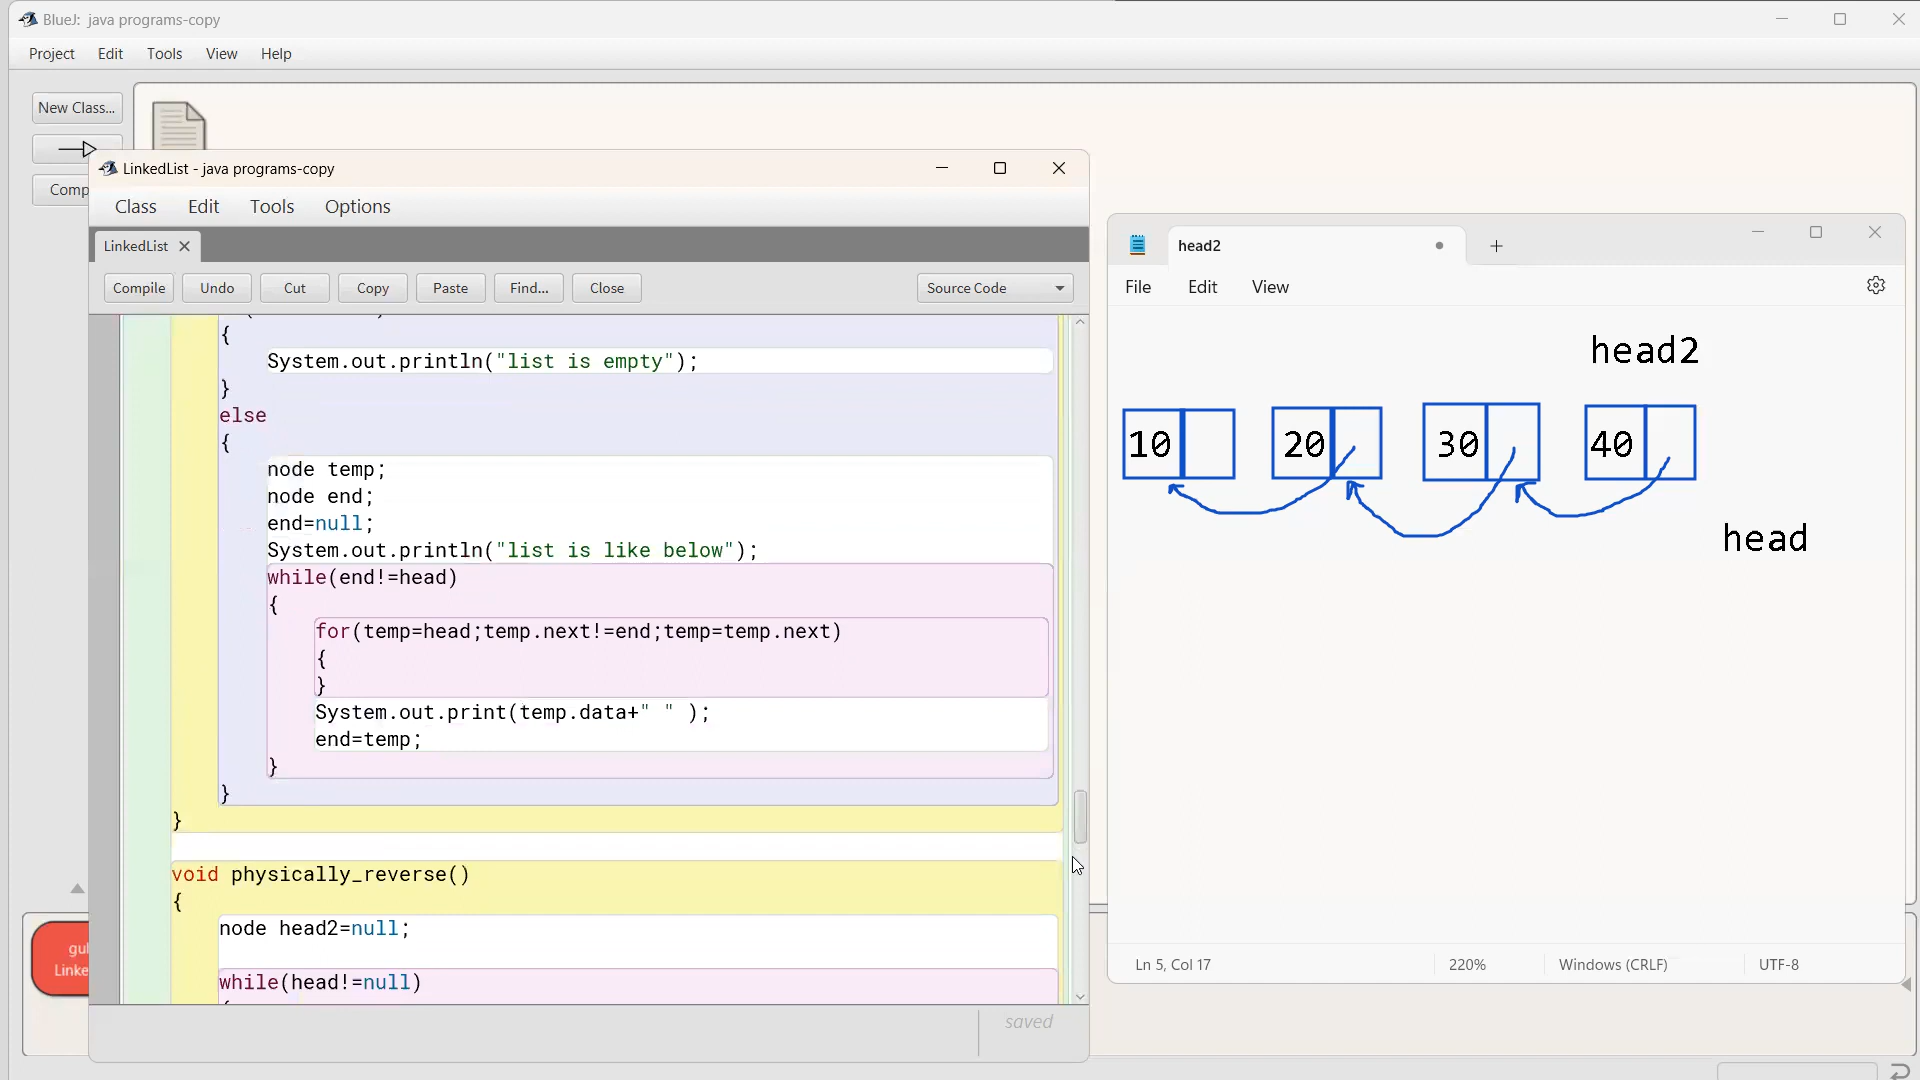 BlueJ: java programs-copy
Project Edit Tools View Help
New Class...
LinkedList - java programs-copy
Class Edit Tools Options
LinkedList
Compile Undo Cut Copy Paste Find... Close Source Code
{
System.out.println("list is empty");
}
else
{
node temp;
node end;
end=null;
System.out.println("list is like below");
while(end!=head)
{
for(temp=head;temp.next!=end;temp=temp.next)
{
}
System.out.print(temp.data+" " );
end=temp;
}
}
}
void physically_reverse()
{
node head2=null;
while(head!=null)
saved
head2
File Edit View
head2
10 20 30 40
head
Ln 5, Col 17 220% Windows (CRLF) UTF-8